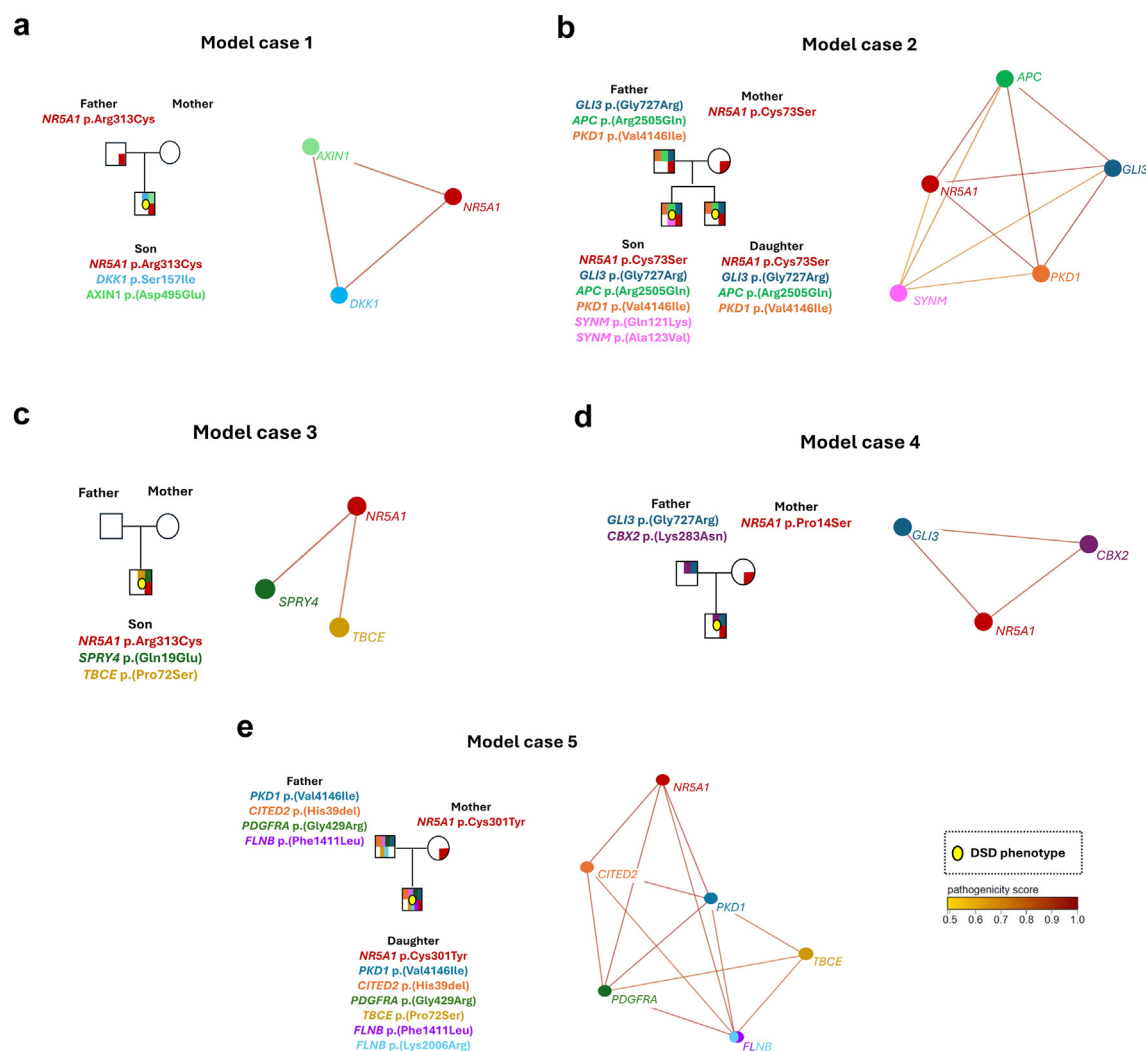 a
Model case 1
Father
Mother
NR5A1 p.Arg313Cys
Son
NR5A1 p.Arg313Cys
DKK1 p.Ser157Ile
AXIN1 p.(Asp495Glu)
AXIN1
NR5A1
DKK1
b
Model case 2
Father
GLI3 p.(Gly727Arg)
APC p.(Arg2505Gln)
PKD1 p.(Val4146Ile)
Mother
NR5A1 p.Cys73Ser
Son
NR5A1 p.Cys73Ser
GLI3 p.(Gly727Arg)
APC p.(Arg2505Gln)
PKD1 p.(Val4146Ile)
SYNM p.(Gln121Lys)
SYNM p.(Ala123Val)
Daughter
NR5A1 p.Cys73Ser
GLI3 p.(Gly727Arg)
APC p.(Arg2505Gln)
PKD1 p.(Val4146Ile)
APC
GLI3
NR5A1
PKD1
SYNM
c
Model case 3
Father
Mother
Son
NR5A1 p.Arg313Cys
SPRY4 p.(Gln19Glu)
TBCE p.(Pro72Ser)
NR5A1
SPRY4
TBCE
d
Model case 4
Father
GLI3 p.(Gly727Arg)
CBX2 p.(Lys283Asn)
Mother
NR5A1 p.Pro14Ser
GLI3
CBX2
NR5A1
e
Model case 5
Father
PKD1 p.(Val4146Ile)
CITED2 p.(His39del)
PDGFRA p.(Gly429Arg)
FLNB p.(Phe1411Leu)
Mother
NR5A1 p.Cys301Tyr
Daughter
NR5A1 p.Cys301Tyr
PKD1 p.(Val4146Ile)
CITED2 p.(His39del)
PDGFRA p.(Gly429Arg)
TBCE p.(Pro72Ser)
FLNB p.(Phe1411Leu)
FLNB p.(Lys2006Arg)
NR5A1
CITED2
PKD1
TBCE
PDGFRA
FLNB
DSD phenotype
pathogenicity score
0.5 0.6 0.7 0.8 0.9 1.0